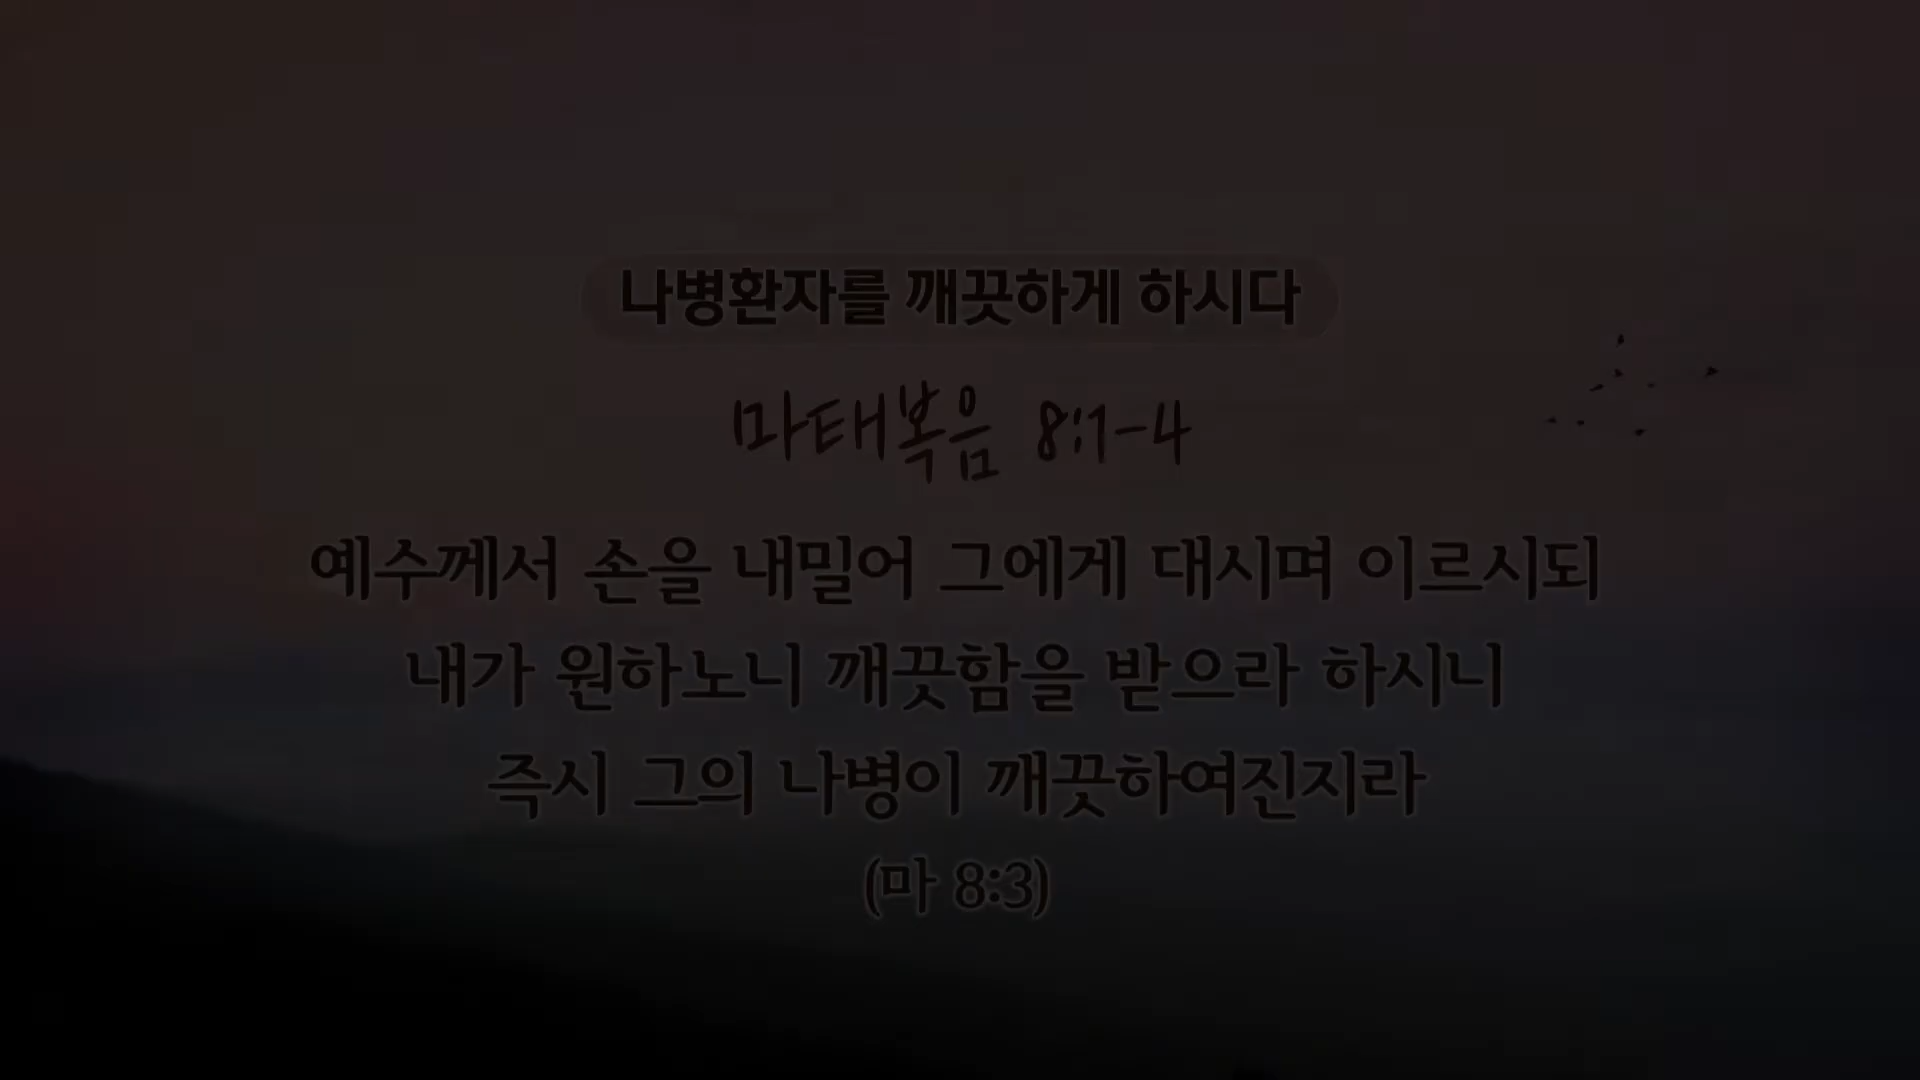 나병환자를 깨끗하게 하시다
마태복음 8:1-4
예수께서 손을 내밀어 그에게 대시며 이르시되
내가 원하노니 깨끗함을 받으라 하시니
즉시 그의 나병이 깨끗하여진지라
(마 8:3)